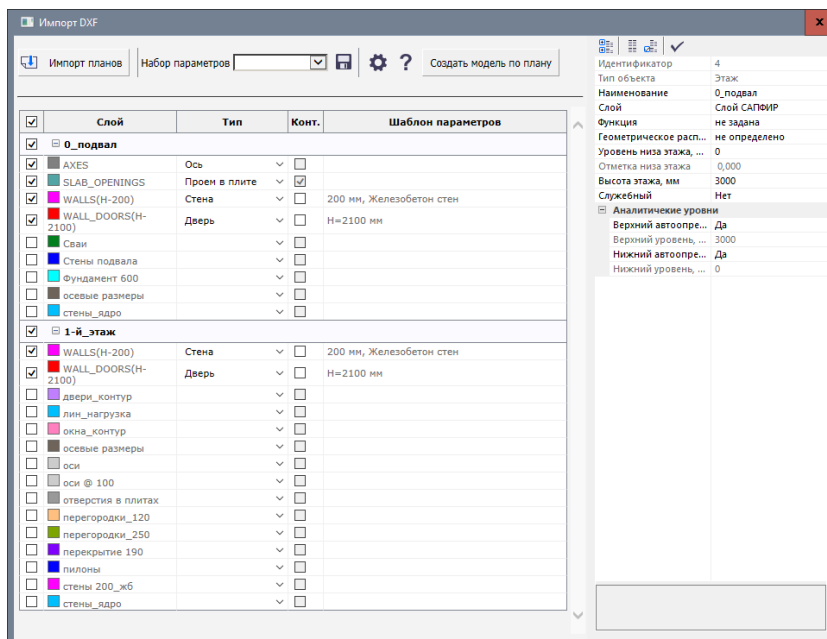 Импорт DXF
x
Импорт планов Набор параметров ? Создать модель по плану
Слой Тип Конт. Шаблон параметров
0_подвал
AXES Ось
SLAB_OPENINGS Проем в плите
WALLS(H-200) Стена 200 мм, Железобетон стен
WALL_DOORS(H-
2100) Дверь H=2100 мм
Сваи
Стены подвала
Фундамент 600
осевые размеры
стены_ядро
1-й_этаж
WALLS(H-200) Стена 200 мм, Железобетон стен
WALL_DOORS(H-
2100) Дверь H=2100 мм
двери_контур
лин_нагрузка
окна_контур
осевые размеры
оси
оси @ 100
отверстия в плитах
перегородки_120
перегородки_250
перекрытие 190
пилоны
стены 200_жб
стены_ядро
Идентификатор 4
Тип объекта Этаж
Наименование 0_подвал
Слой Слой САПФИР
Функция не задана
Геометрическое расп... не определено
Уровень низа этажа, ... 0
Отметка низа этажа 0,000
Высота этажа, мм 3000
Служебный Нет
Аналитичекие уровни
Верхний автоопре... Да
Верхний уровень, ... 3000
Нижний автоопре... Да
Нижний уровень, ... 0